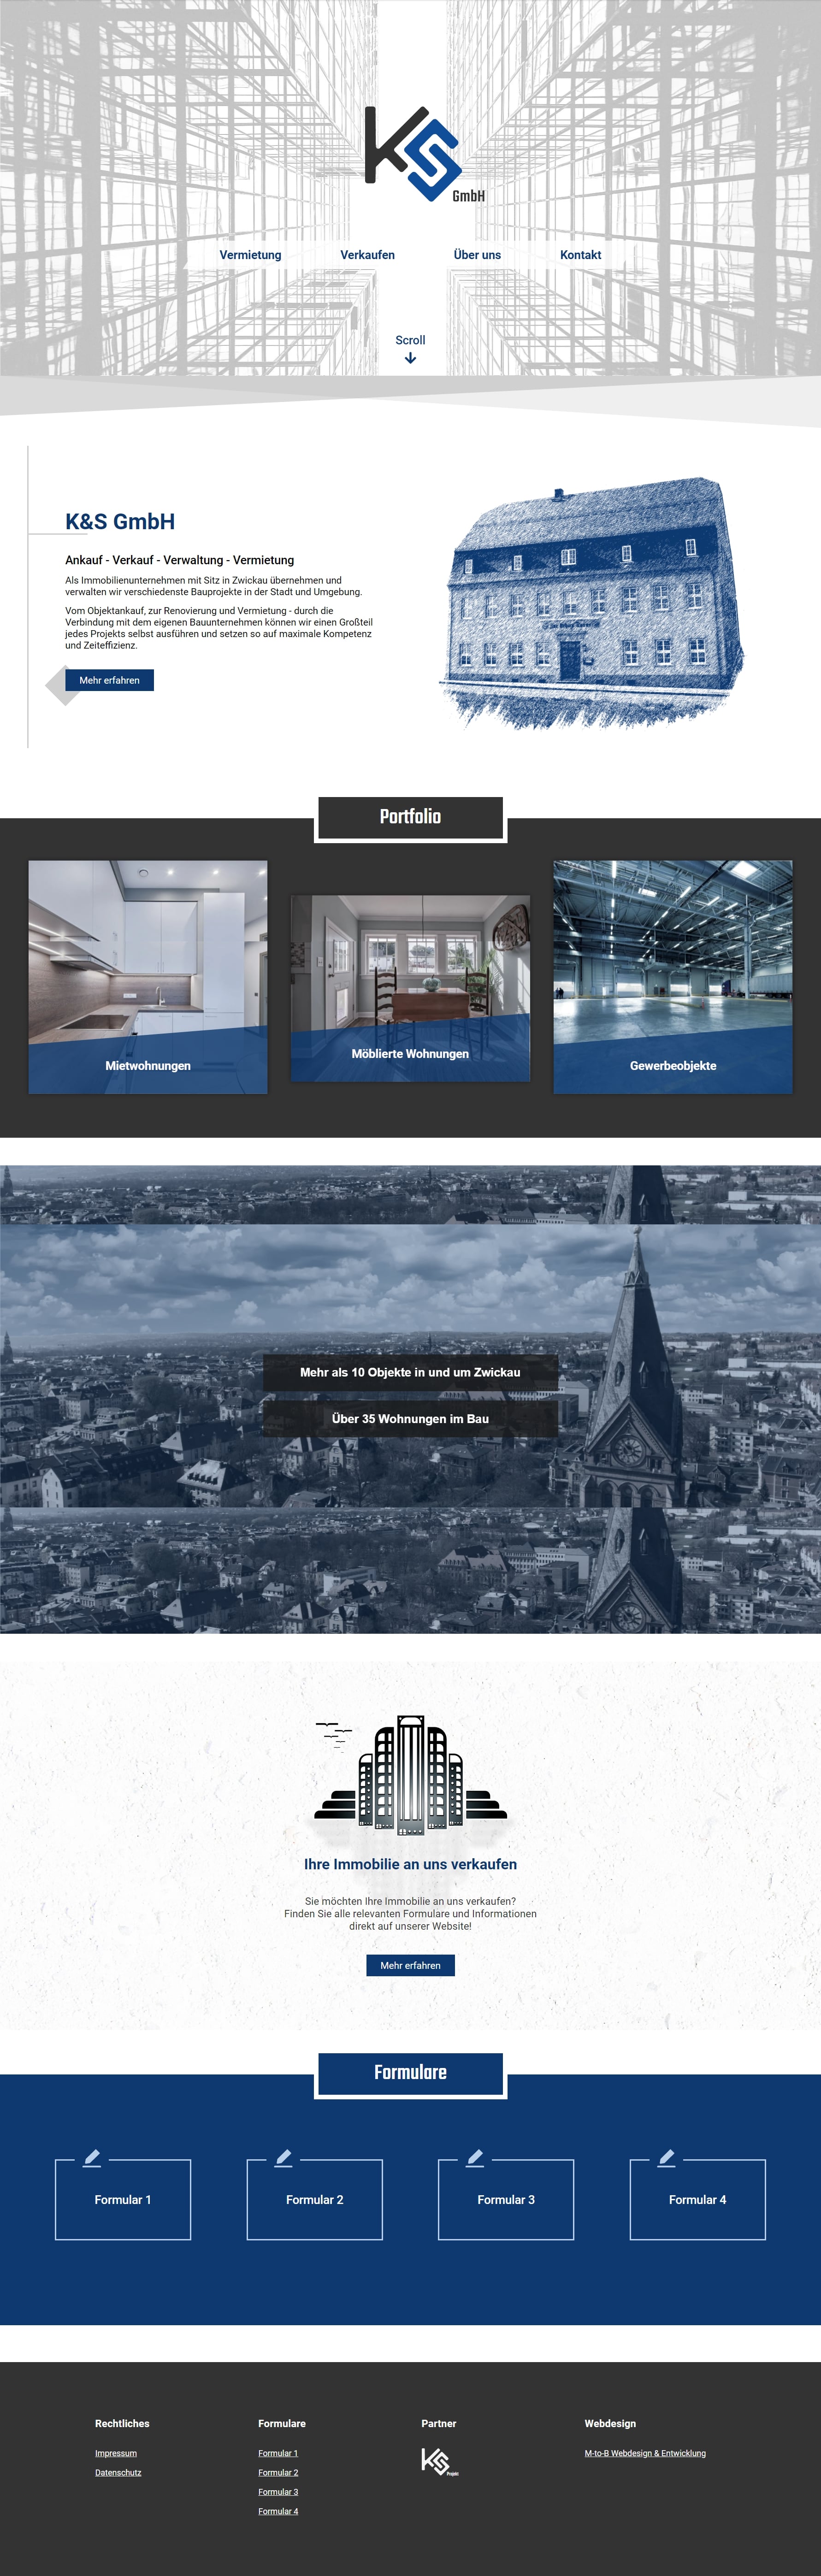 KS
GmbH
Vermietung Verkaufen Über uns Kontakt
Scroll
K&S GmbH
Ankauf - Verkauf - Verwaltung - Vermietung
Als Immobilienunternehmen mit Sitz in Zwickau übernehmen und
verwalten wir verschiedenste Bauprojekte in der Stadt und Umgebung.
Vom Objektankauf, zur Renovierung und Vermietung - durch die
Verbindung mit dem eigenen Bauunternehmen können wir einen Großteil
jedes Projekts selbst ausführen und setzen so auf maximale Kompetenz
und Zeiteffizienz.
Mehr erfahren
Portfolio
Mietwohnungen
Möblierte Wohnungen
Gewerbeobjekte
Mehr als 10 Objekte in und um Zwickau
Über 35 Wohnungen im Bau
Ihre Immobilie an uns verkaufen
Sie möchten Ihre Immobilie an uns verkaufen?
Finden Sie alle relevanten Formulare und Informationen
direkt auf unserer Website!
Mehr erfahren
Formulare
Formular 1
Formular 2
Formular 3
Formular 4
Rechtliches
Impressum
Datenschutz
Formulare
Formular 1
Formular 2
Formular 3
Formular 4
Partner
KS
Projekt
Webdesign
M-to-B Webdesign & Entwicklung